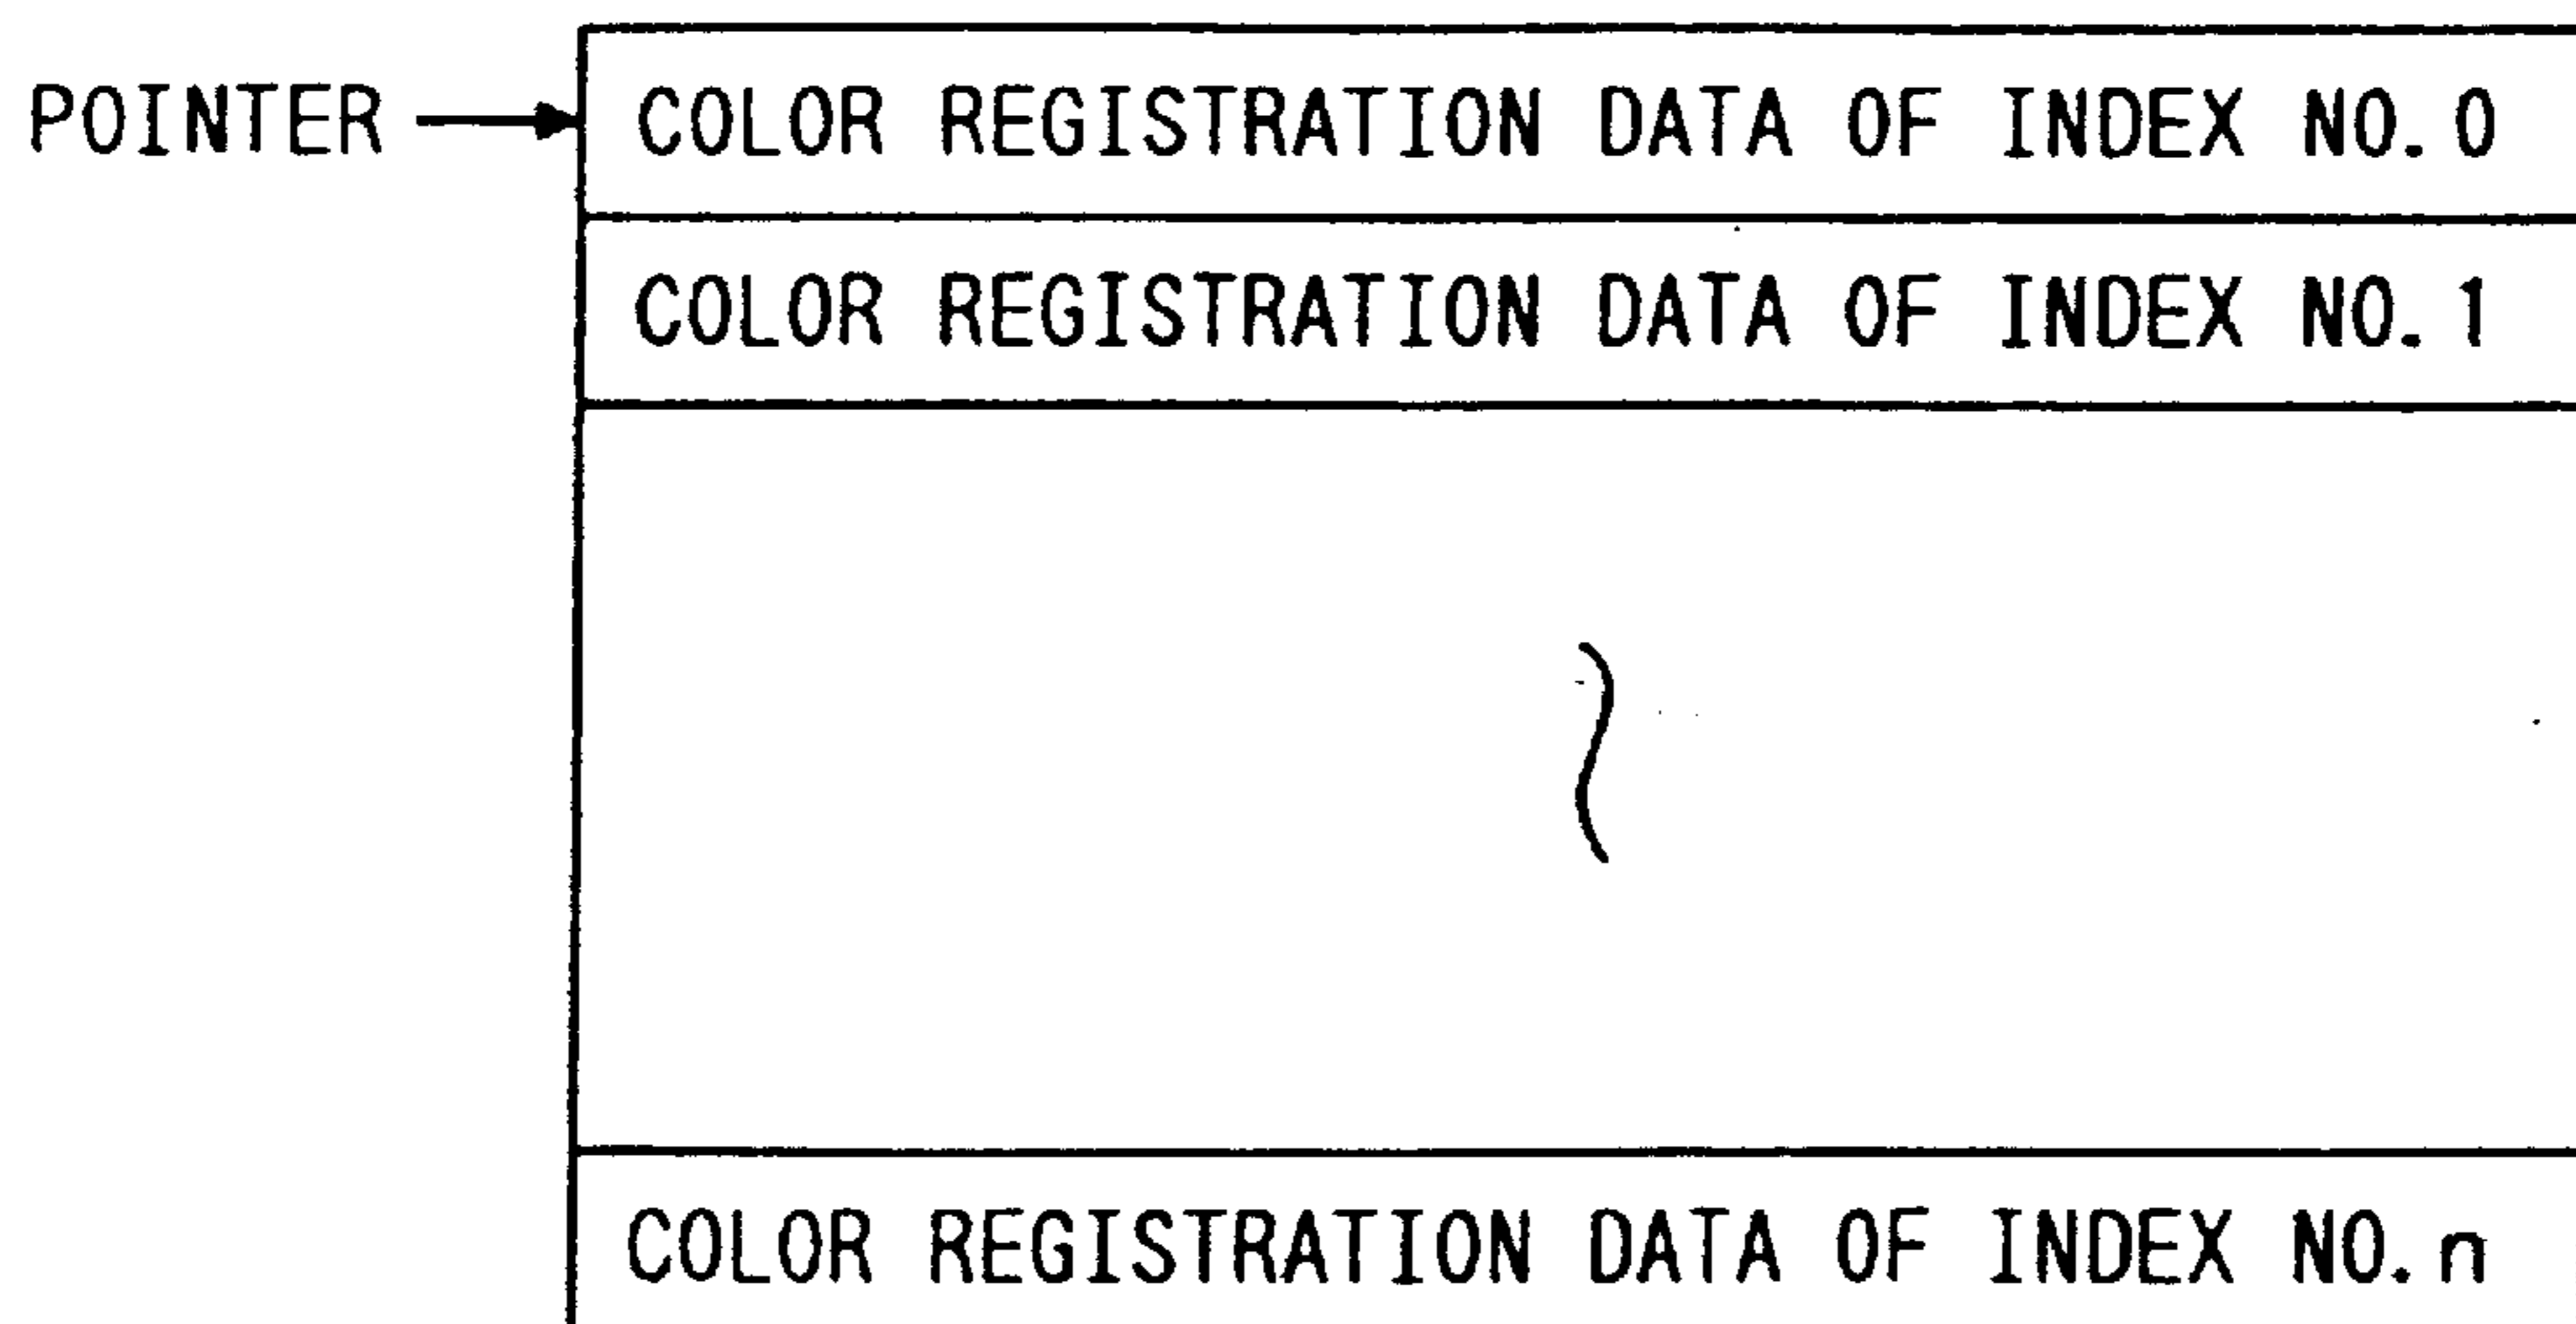 POINTER COLOR REGISTRATION DATA OF INDEX NO. 0
COLOR REGISTRATION DATA OF INDEX NO. 1
COLOR REGISTRATION DATA OF INDEX NO. n